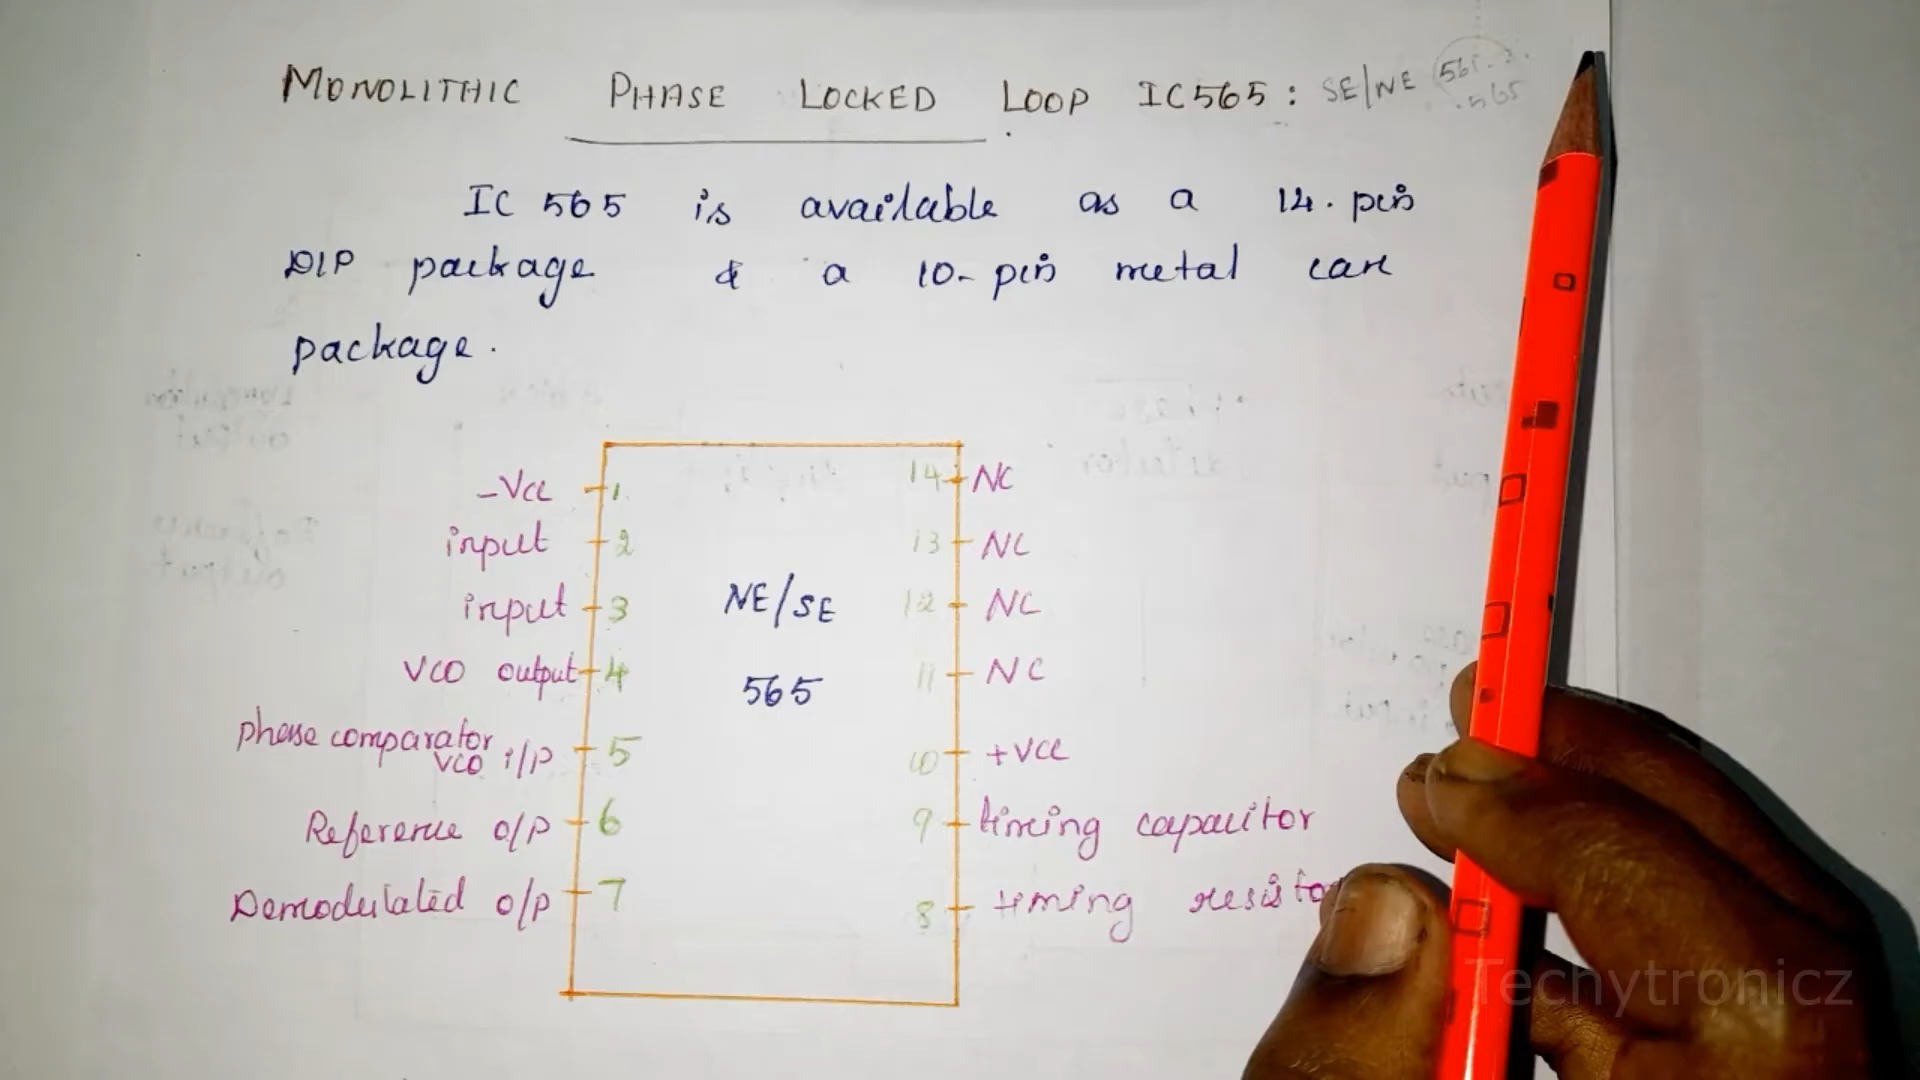 MONOLITHIC PHASE LOCKED LOOP IC565 : SE/NE 565
IC 565 is available as a 14. pin
DIP package & a 10- pin metal can
package.
-Vcc 1
input 2
input 3
VCO output 4
phase comparator
VCO i/p 5
Reference o/p 6
Demodulated o/p 7
NE/SE
565
14 NC
13 NC
12 NC
11 NC
10 +Vcc
9 timing capacitor
8 timing resisto
Techytronicz